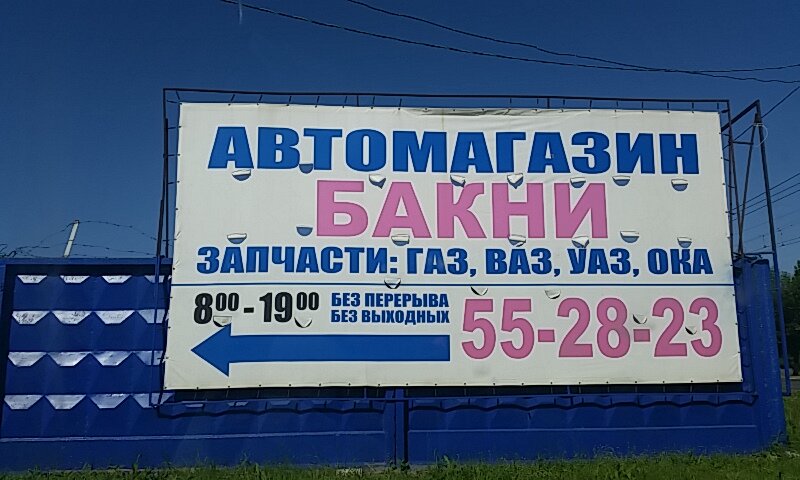 АВТОМАГАЗИН
БАКНИ
ЗАПЧАСТИ: ГАЗ, ВАЗ, УАЗ, ОКА
8⁰⁰ - 19⁰⁰ БЕЗ ПЕРЕРЫВА
БЕЗ ВЫХОДНЫХ
55-28-23